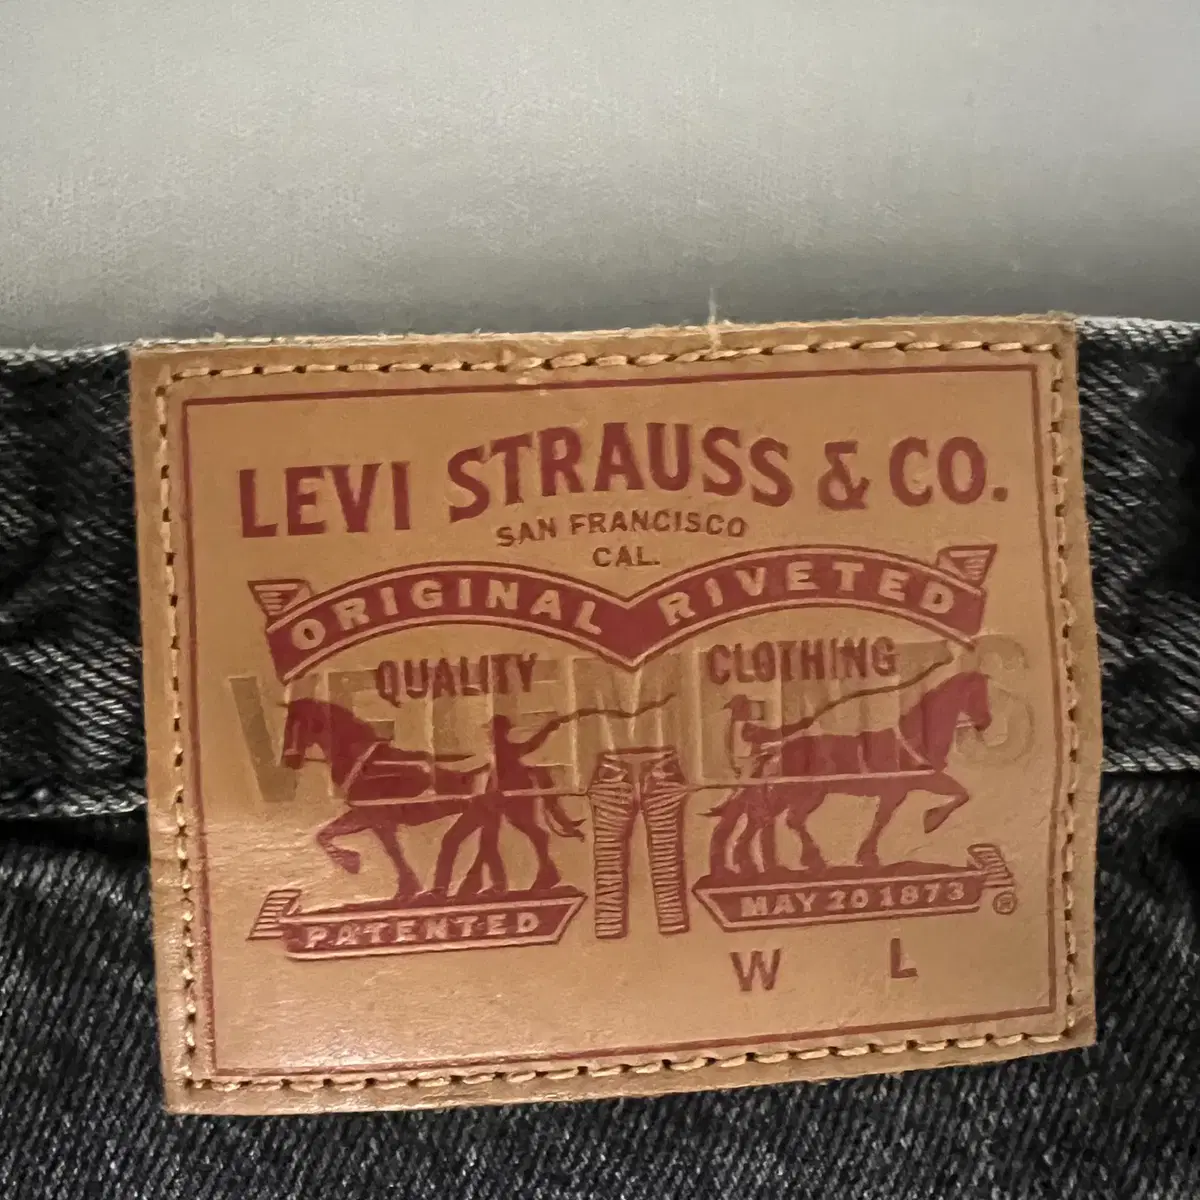 LEVI STRAUSS & CO.
SAN FRANCISCO
CAL.
ORIGINAL RIVETED
QUALITY CLOTHING
VETEMENTS
PATENTED MAY 20 1873 ®
W L